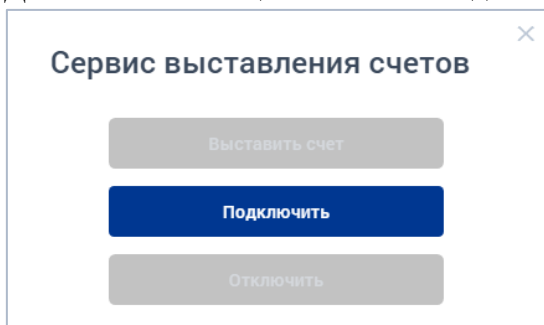 Сервис выставления счетов
Выставить счет
Подключить
Отключить